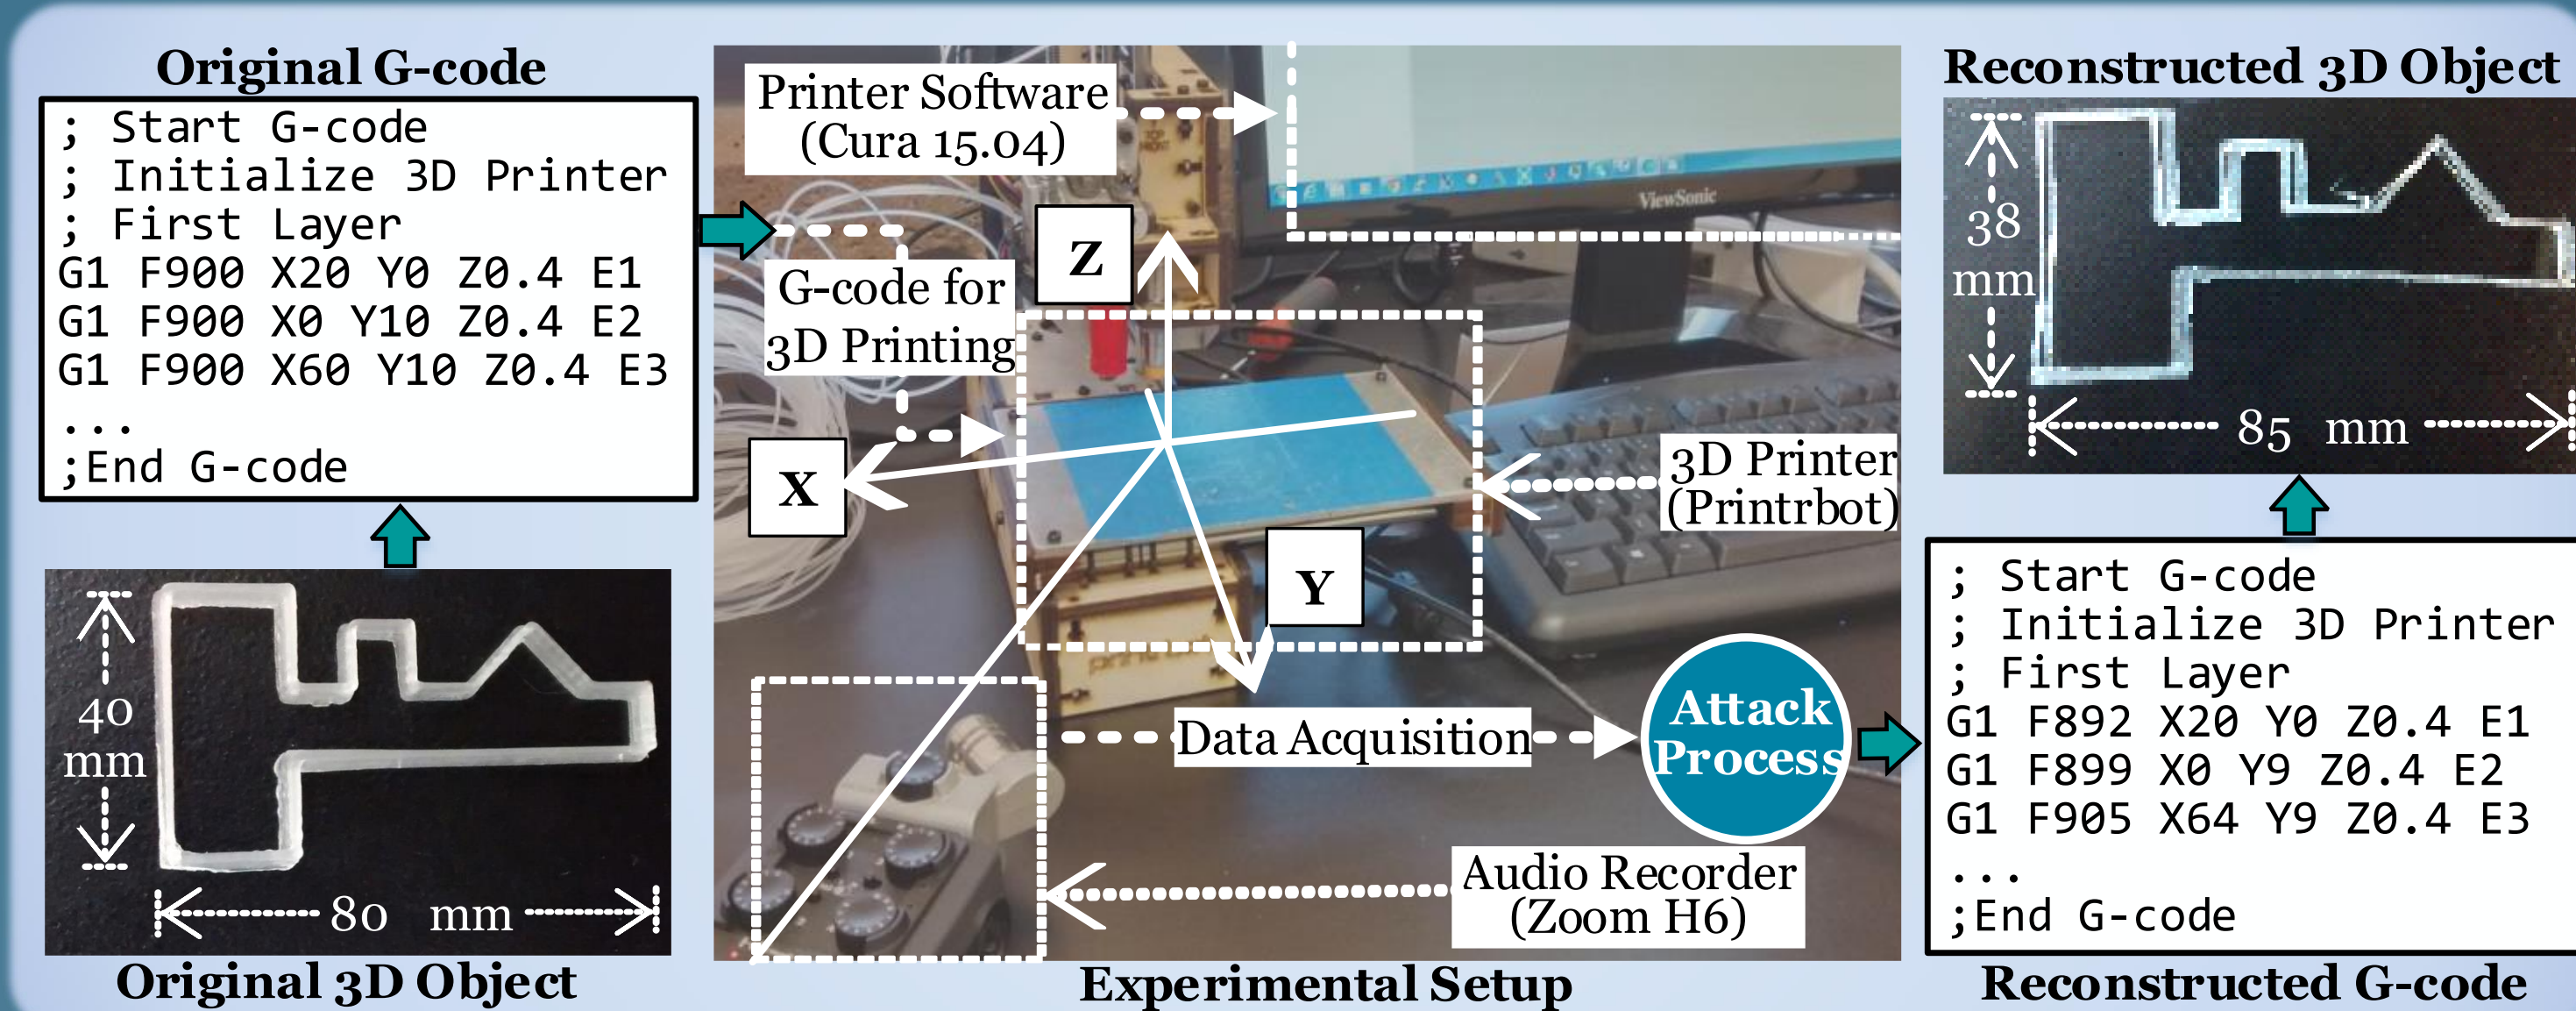 Original G-code
; Start G-code
; Initialize 3D Printer
; First Layer
G1 F900 X20 Y0 Z0.4 E1
G1 F900 X0 Y10 Z0.4 E2
G1 F900 X60 Y10 Z0.4 E3
...
;End G-code
40
mm
80 mm
Original 3D Object
Printer Software
(Cura 15.04)
ViewSonic
Z
G-code for
3D Printing
X
Y
3D Printer
(Printrbot)
Data Acquisition
Attack
Process
Audio Recorder
(Zoom H6)
Experimental Setup
Reconstructed 3D Object
38
mm
85 mm
; Start G-code
; Initialize 3D Printer
; First Layer
G1 F892 X20 Y0 Z0.4 E1
G1 F899 X0 Y9 Z0.4 E2
G1 F905 X64 Y9 Z0.4 E3
...
;End G-code
Reconstructed G-code